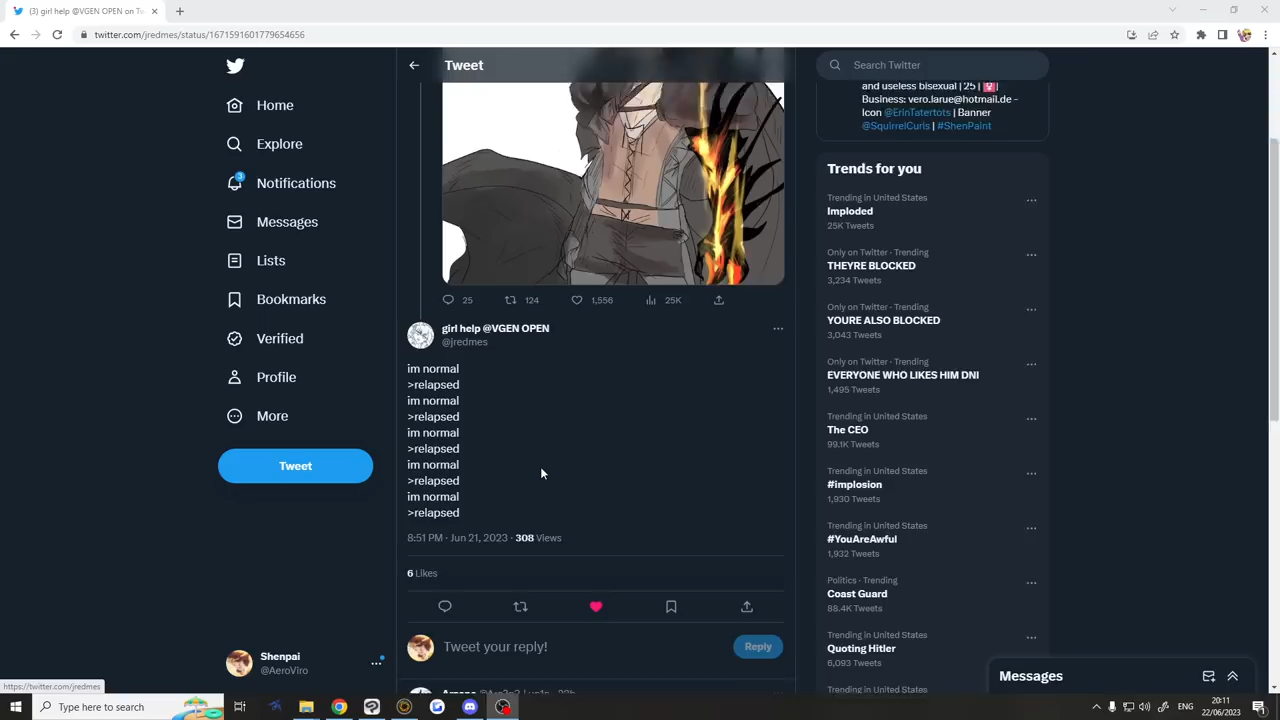 (3) girl help @VGEN OPEN on Tw
twitter.com/jredmes/status/1671591601779654656
Home
Explore
3
Notifications
Messages
Lists
Bookmarks
Verified
Profile
More
Tweet
Shenpai
@AeroViro
https://twitter.com/jredmes
Tweet
25
124
1,556
25K
girl help @VGEN OPEN
@jredmes
im normal
>relapsed
im normal
>relapsed
im normal
>relapsed
im normal
>relapsed
im normal
>relapsed
8:51 PM · Jun 21, 2023 · 308 Views
6 Likes
Tweet your reply!
Reply
Search Twitter
and useless bisexual | 25 |
Business: vero.larue@hotmail.de -
Icon @ErinTatertots | Banner
@SquirrelCurls | #ShenPaint
Trends for you
Trending in United States
Imploded
25K Tweets
Only on Twitter · Trending
THEYRE BLOCKED
3,234 Tweets
Only on Twitter · Trending
YOURE ALSO BLOCKED
3,043 Tweets
Only on Twitter · Trending
EVERYONE WHO LIKES HIM DNI
1,495 Tweets
Trending in United States
The CEO
99.1K Tweets
Trending in United States
#implosion
1,930 Tweets
Trending in United States
#YouAreAwful
1,932 Tweets
Politics · Trending
Coast Guard
88.4K Tweets
Trending in United States
Quoting Hitler
6,093 Tweets
Trending in United States
Messages
Type here to search
20:11
22/06/2023